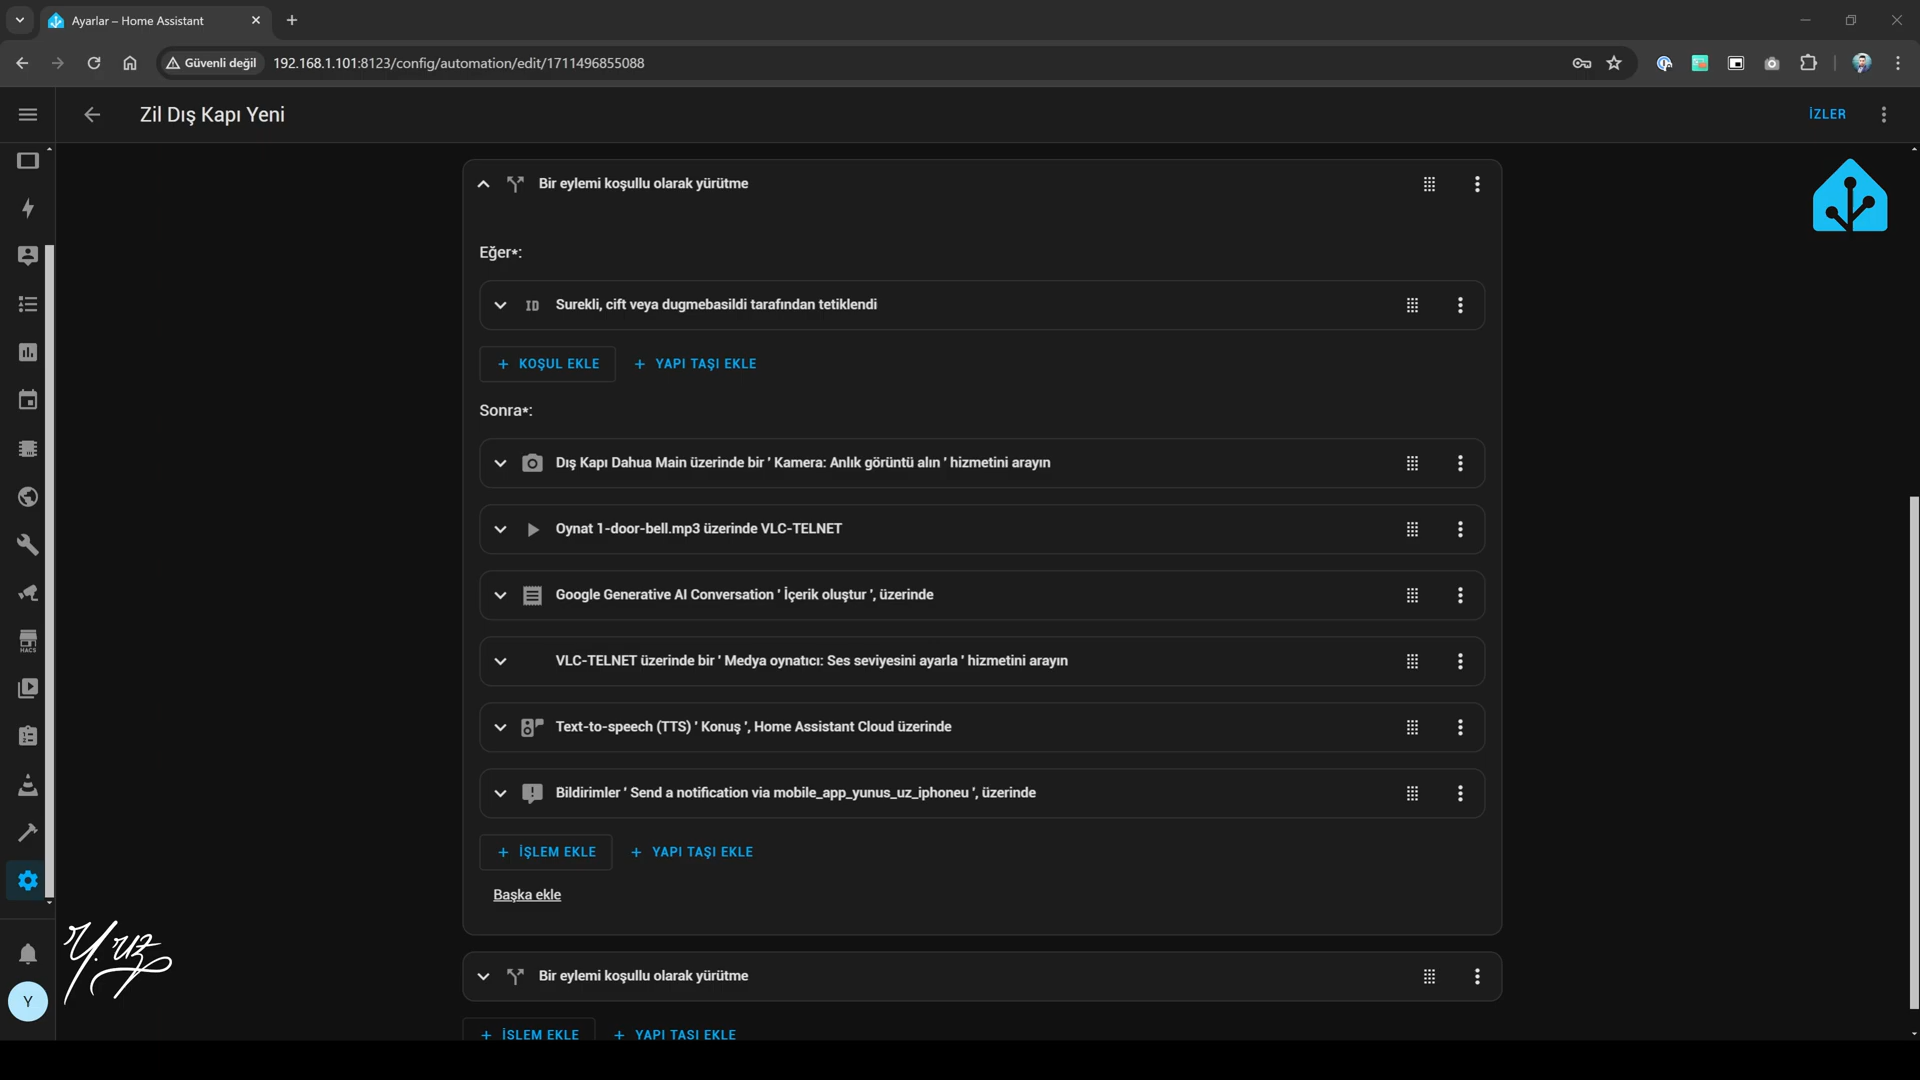 Ayarlar – Home Assistant
Güvenli değil
192.168.1.101:8123/config/automation/edit/1711496855088
Zil Dış Kapı Yeni
İZLER
Bir eylemi koşullu olarak yürütme
Eğer*:
ID
Surekli, cift veya dugmebasildi tarafından tetiklendi
+ KOŞUL EKLE
+ YAPI TAŞI EKLE
Sonra*:
Dış Kapı Dahua Main üzerinde bir ' Kamera: Anlık görüntü alın ' hizmetini arayın
Oynat 1-door-bell.mp3 üzerinde VLC-TELNET
Google Generative AI Conversation ' İçerik oluştur ', üzerinde
VLC-TELNET üzerinde bir ' Medya oynatıcı: Ses seviyesini ayarla ' hizmetini arayın
Text-to-speech (TTS) ' Konuş ', Home Assistant Cloud üzerinde
Bildirimler ' Send a notification via mobile_app_yunus_uz_iphoneu ', üzerinde
+ İŞLEM EKLE
+ YAPI TAŞI EKLE
Başka ekle
Bir eylemi koşullu olarak yürütme
+ İŞLEM EKLE
+ YAPI TAŞI EKLE
HACS
Y.uz
Y